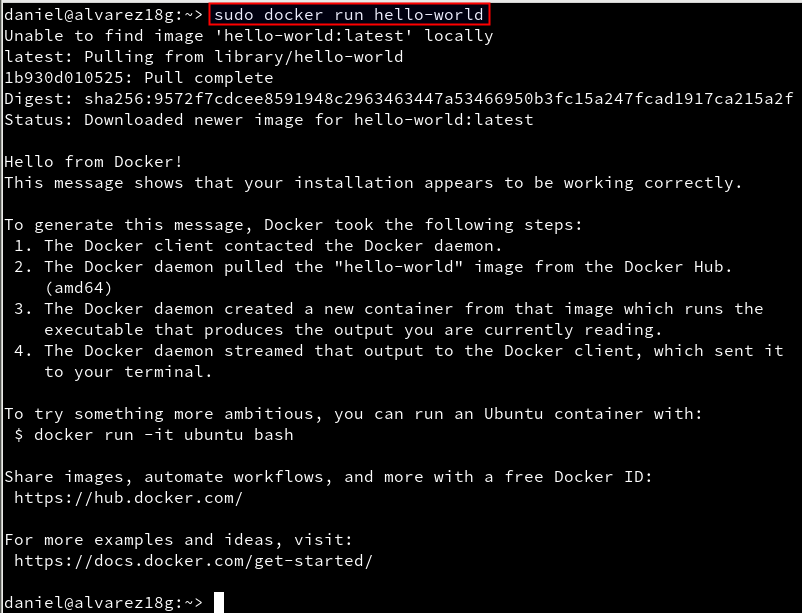 daniel@alvarez18g:~> sudo docker run hello-world
Unable to find image 'hello-world:latest' locally
latest: Pulling from library/hello-world
1b930d010525: Pull complete
Digest: sha256:9572f7cdcee8591948c2963463447a53466950b3fc15a247fcad1917ca215a2f
Status: Downloaded newer image for hello-world:latest

Hello from Docker!
This message shows that your installation appears to be working correctly.

To generate this message, Docker took the following steps:
 1. The Docker client contacted the Docker daemon.
 2. The Docker daemon pulled the "hello-world" image from the Docker Hub.
    (amd64)
 3. The Docker daemon created a new container from that image which runs the
    executable that produces the output you are currently reading.
 4. The Docker daemon streamed that output to the Docker client, which sent it
    to your terminal.

To try something more ambitious, you can run an Ubuntu container with:
 $ docker run -it ubuntu bash

Share images, automate workflows, and more with a free Docker ID:
 https://hub.docker.com/

For more examples and ideas, visit:
 https://docs.docker.com/get-started/

daniel@alvarez18g:~>